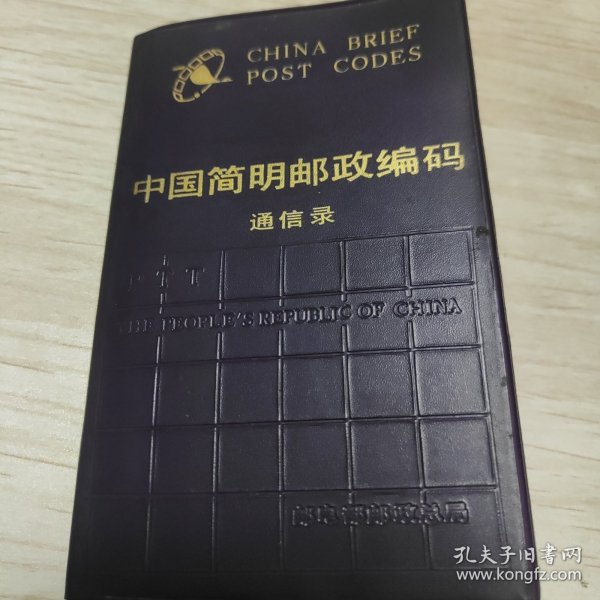 CHINA BRIEF
POST CODES
中国简明邮政编码
通信录
P T T
THE PEOPLE'S REPUBLIC OF CHINA
邮电部邮政总局
孔夫子旧书网
www.kongfz.com